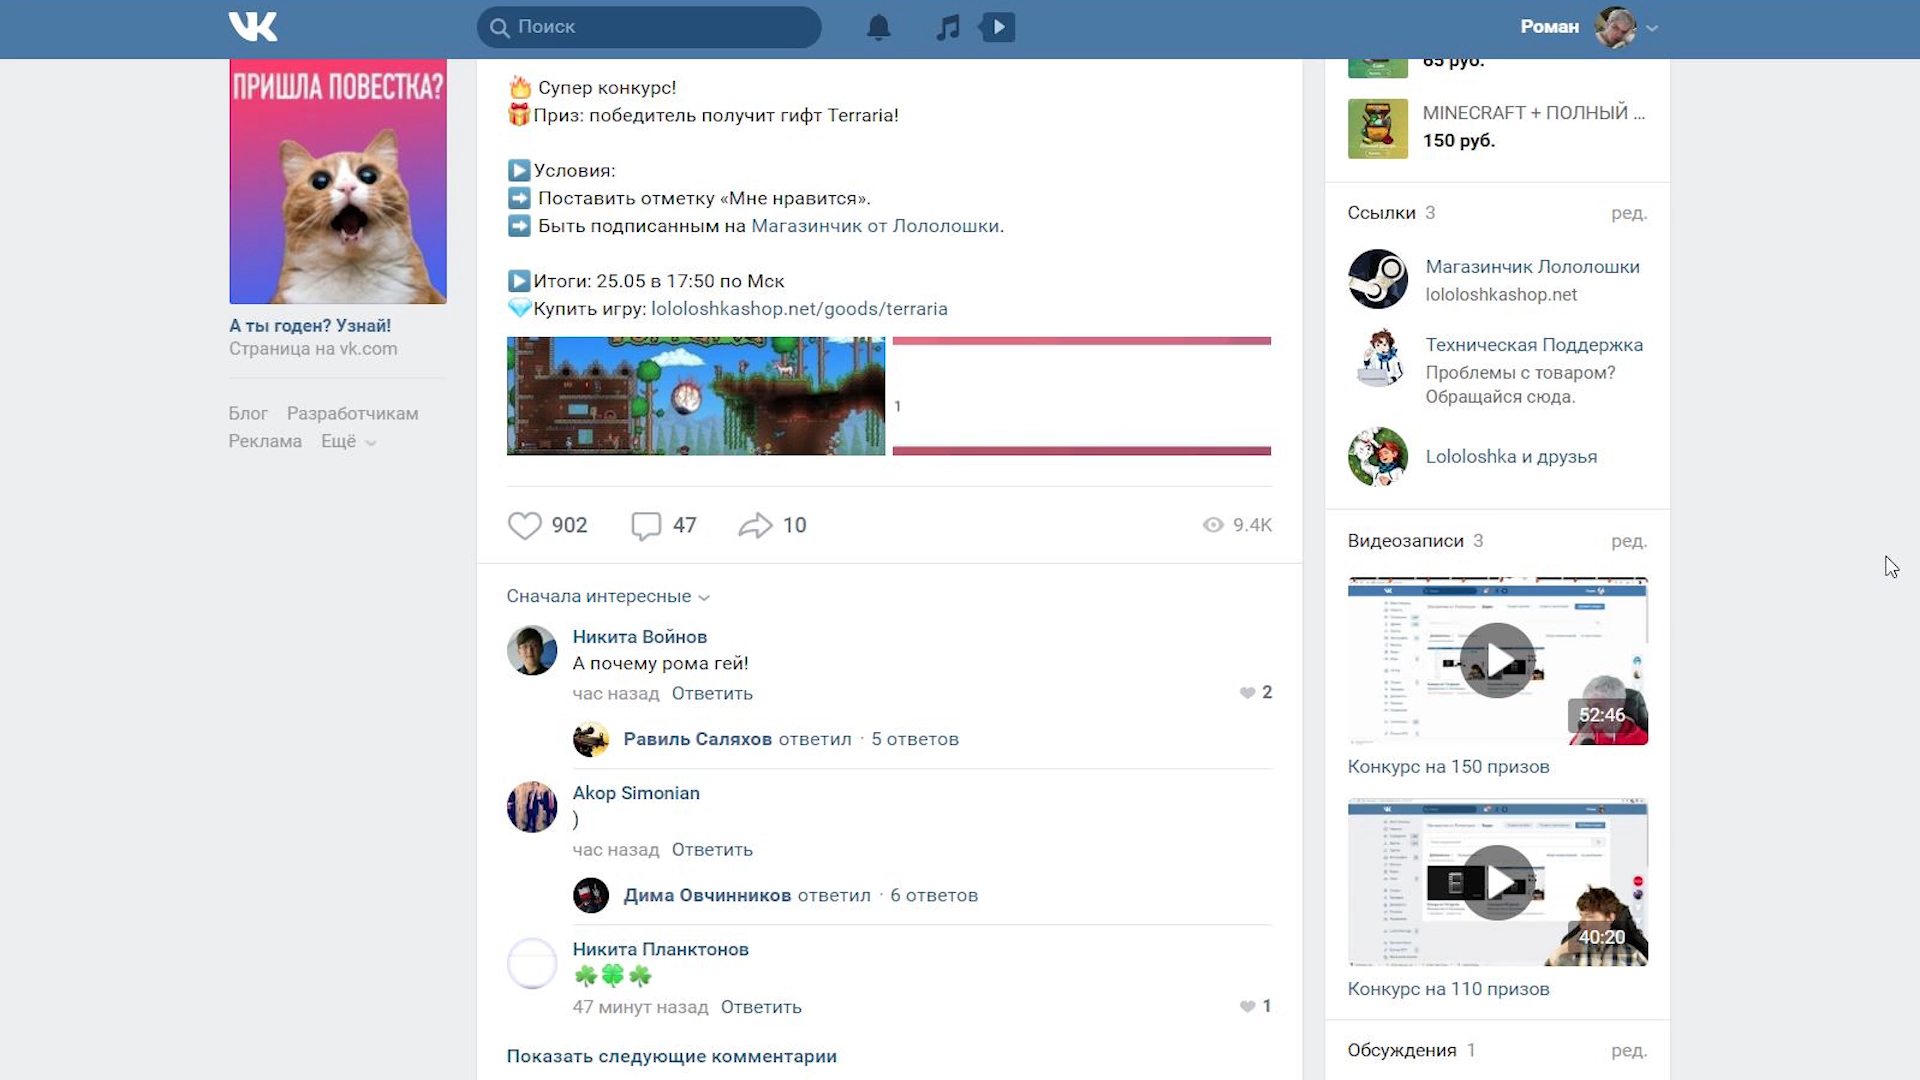 Поиск
Роман
ПРИШЛА ПОВЕСТКА?
А ты годен? Узнай!
Страница на vk.com
Блог Разработчикам
Реклама Ещё
🔥 Супер конкурс!
🎁Приз: победитель получит гифт Terraria!
▶Условия:
➡ Поставить отметку «Мне нравится».
➡ Быть подписанным на Магазинчик от Лололошки.
▶Итоги: 25.05 в 17:50 по Мск
💎Купить игру: lololoshkashop.net/goods/terraria
1
902 47 10 9.4K
Сначала интересные
Никита Войнов
А почему рома гей!
час назад Ответить 2
Равиль Саляхов ответил · 5 ответов
Akop Simonian
)
час назад Ответить
Дима Овчинников ответил · 6 ответов
Никита Планктонов
☘🍀☘
47 минут назад Ответить 1
Показать следующие комментарии
65 руб.
MINECRAFT + ПОЛНЫЙ ...
150 руб.
Ссылки 3 ред.
Магазинчик Лололошки
lololoshkashop.net
Техническая Поддержка
Проблемы с товаром?
Обращайся сюда.
Lololoshka и друзья
Видеозаписи 3 ред.
52:46
Конкурс на 150 призов
40:20
Конкурс на 110 призов
Обсуждения 1 ред.